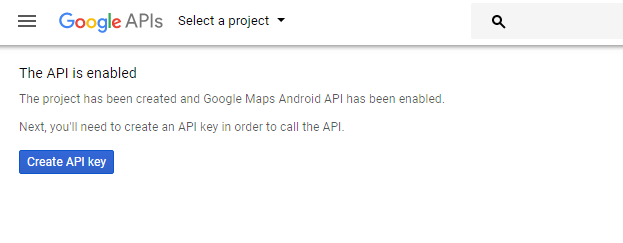 Google APIs Select a project
The API is enabled
The project has been created and Google Maps Android API has been enabled.
Next, you'll need to create an API key in order to call the API.
Create API key